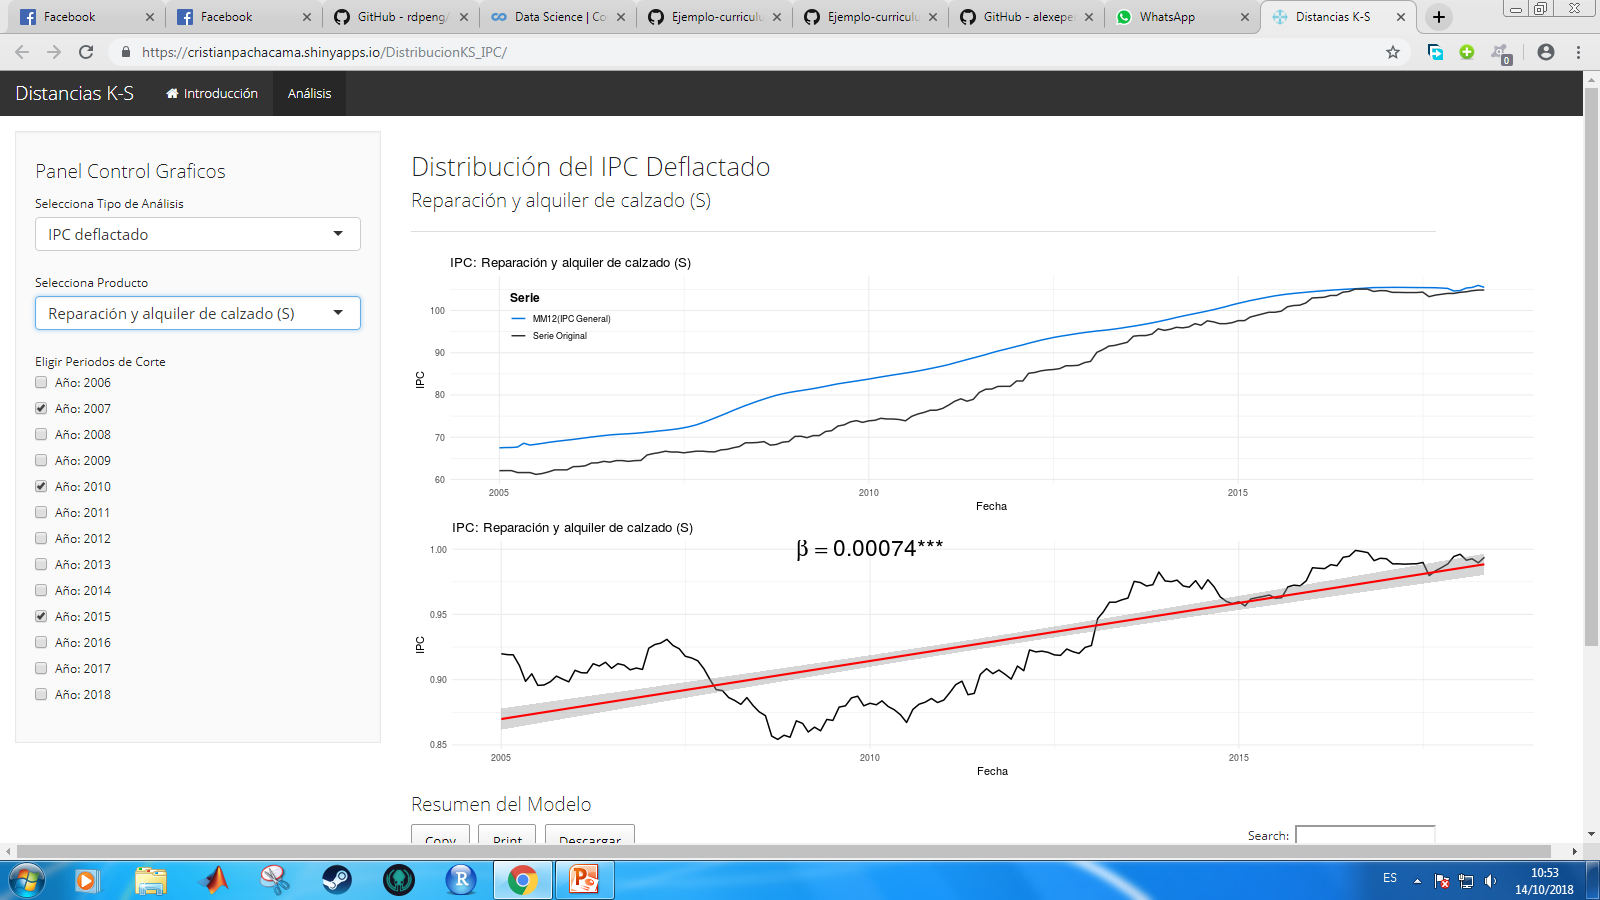 Facebook
Facebook
GitHub - rdpeng/
Data Science | Co
Ejemplo-curriculu
Ejemplo-curriculu
GitHub - alexepe
WhatsApp
Distancias K-S
https://cristianpachacama.shinyapps.io/DistribucionKS_IPC/
0
Distancias K-S
Introducción
Análisis
Panel Control Graficos
Selecciona Tipo de Análisis
IPC deflactado
Selecciona Producto
Reparación y alquiler de calzado (S)
Eligir Periodos de Corte
Año: 2006
Año: 2007
Año: 2008
Año: 2009
Año: 2010
Año: 2011
Año: 2012
Año: 2013
Año: 2014
Año: 2015
Año: 2016
Año: 2017
Año: 2018
Distribución del IPC Deflactado
Reparación y alquiler de calzado (S)
IPC: Reparación y alquiler de calzado (S)
Serie
MM12(IPC General)
Serie Original
IPC
100
90
80
70
60
2005
2010
2015
Fecha
IPC: Reparación y alquiler de calzado (S)
β = 0.00074***
IPC
1.00
0.95
0.90
0.85
2005
2010
2015
Fecha
Resumen del Modelo
Copy
Print
Descargar
Search:
ES
10:53
14/10/2018